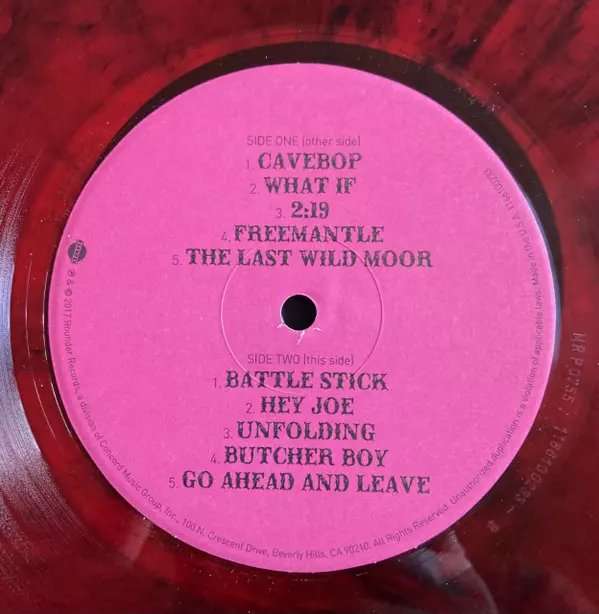 SIDE ONE (other side)
1. CAVEBOP
2. WHAT IF
3. 2:19
4. FREEMANTLE
5. THE LAST WILD MOOR
SIDE TWO (this side)
1. BATTLE STICK
2. HEY JOE
3. UNFOLDING
4. BUTCHER BOY
5. GO AHEAD AND LEAVE
℗ & © 2017 Rounder Records, a division of Concord Music Group, Inc., 100 N. Crescent Drive, Beverly Hills, CA 90210. All Rights Reserved. Unauthorized duplication is a violation of applicable laws. Made in the U.S.A. 1166100293